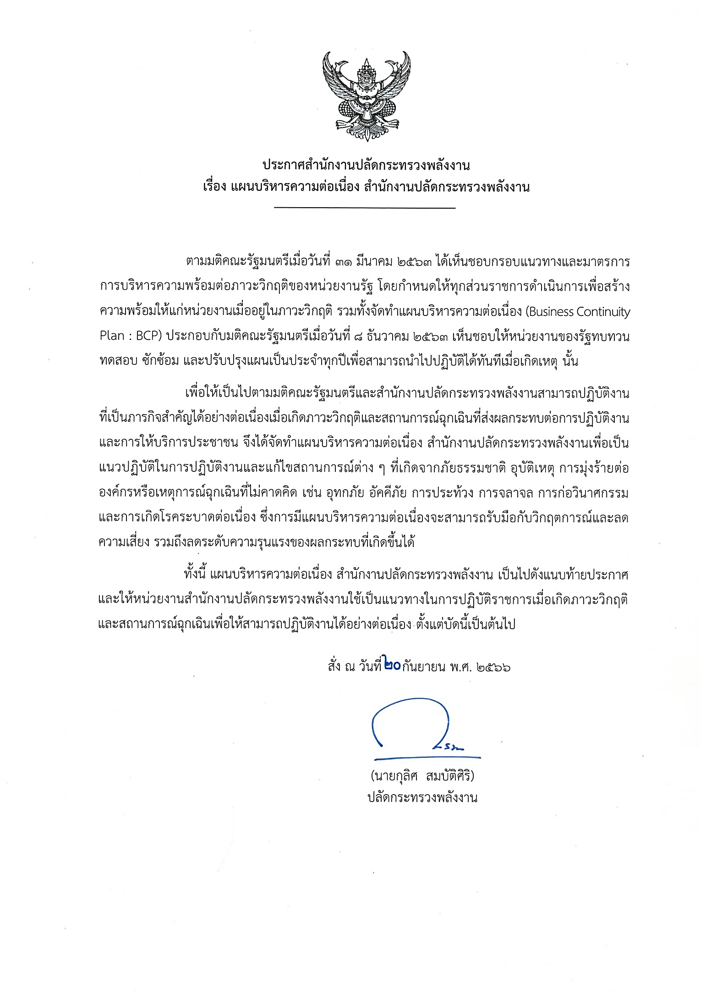 ประกาศสำนักงานปลัดกระทรวงพลังงาน
เรื่อง แผนบริหารความต่อเนื่อง สำนักงานปลัดกระทรวงพลังงาน
ตามมติคณะรัฐมนตรีเมื่อวันที่ ๓๑ มีนาคม ๒๕๖๓ ได้เห็นชอบกรอบแนวทางและมาตรการ
การบริหารความพร้อมต่อภาวะวิกฤติของหน่วยงานรัฐ โดยกำหนดให้ทุกส่วนราชการดำเนินการเพื่อสร้าง
ความพร้อมให้แก่หน่วยงานเมื่ออยู่ในภาวะวิกฤติ รวมทั้งจัดทำแผนบริหารความต่อเนื่อง (Business Continuity
Plan : BCP) ประกอบกับมติคณะรัฐมนตรีเมื่อวันที่ ๘ ธันวาคม ๒๕๖๓ เห็นชอบให้หน่วยงานของรัฐทบทวน
ทดสอบ ซักซ้อม และปรับปรุงแผนเป็นประจำทุกปีเพื่อสามารถนำไปปฏิบัติได้ทันทีเมื่อเกิดเหตุ นั้น
เพื่อให้เป็นไปตามมติคณะรัฐมนตรีและสำนักงานปลัดกระทรวงพลังงานสามารถปฏิบัติงาน
ที่เป็นภารกิจสำคัญได้อย่างต่อเนื่องเมื่อเกิดภาวะวิกฤติและสถานการณ์ฉุกเฉินที่ส่งผลกระทบต่อการปฏิบัติงาน
และการให้บริการประชาชน จึงได้จัดทำแผนบริหารความต่อเนื่อง สำนักงานปลัดกระทรวงพลังงานเพื่อเป็น
แนวปฏิบัติในการปฏิบัติงานและแก้ไขสถานการณ์ต่าง ๆ ที่เกิดจากภัยธรรมชาติ อุบัติเหตุ การมุ่งร้ายต่อ
องค์กรหรือเหตุการณ์ฉุกเฉินที่ไม่คาดคิด เช่น อุทกภัย อัคคีภัย การประท้วง การจลาจล การก่อวินาศกรรม
และการเกิดโรคระบาดต่อเนื่อง ซึ่งการมีแผนบริหารความต่อเนื่องจะสามารถรับมือกับวิกฤตการณ์และลด
ความเสี่ยง รวมถึงลดระดับความรุนแรงของผลกระทบที่เกิดขึ้นได้
ทั้งนี้ แผนบริหารความต่อเนื่อง สำนักงานปลัดกระทรวงพลังงาน เป็นไปดังแนบท้ายประกาศ
และให้หน่วยงานสำนักงานปลัดกระทรวงพลังงานใช้เป็นแนวทางในการปฏิบัติราชการเมื่อเกิดภาวะวิกฤติ
และสถานการณ์ฉุกเฉินเพื่อให้สามารถปฏิบัติงานได้อย่างต่อเนื่อง ตั้งแต่บัดนี้เป็นต้นไป
สั่ง ณ วันที่ ๒๐ กันยายน พ.ศ. ๒๕๖๖
(นายกุลิศ สมบัติศิริ)
ปลัดกระทรวงพลังงาน